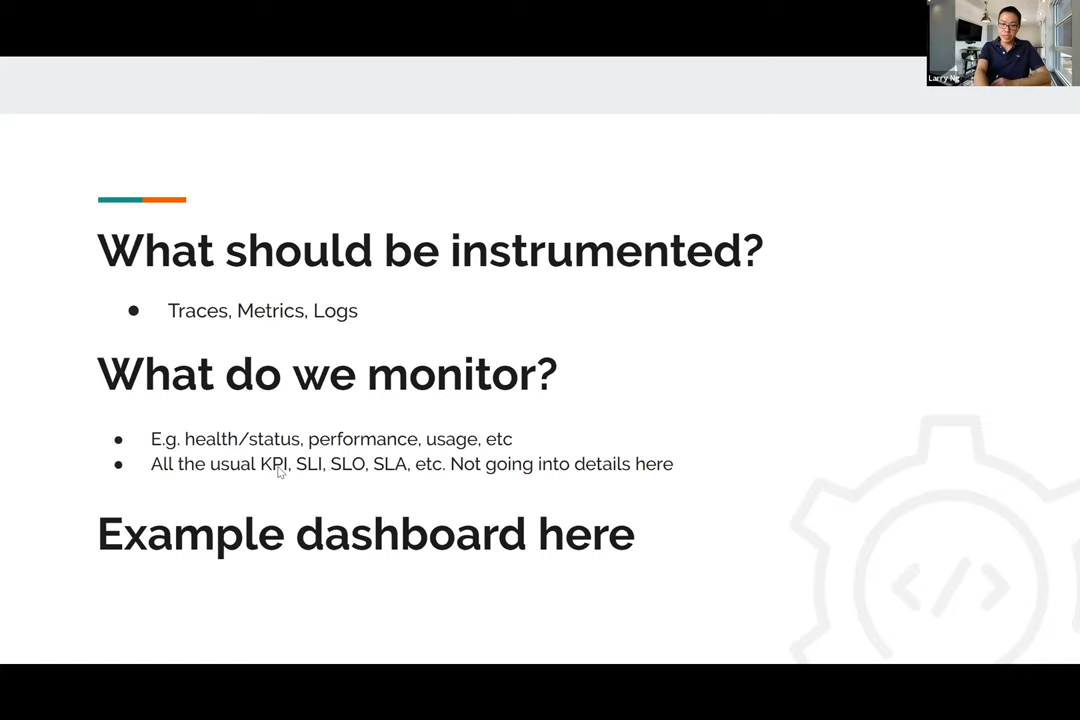 Larry Ng
What should be instrumented?
● Traces, Metrics, Logs
What do we monitor?
● E.g. health/status, performance, usage, etc
● All the usual KPI, SLI, SLO, SLA, etc. Not going into details here
Example dashboard here